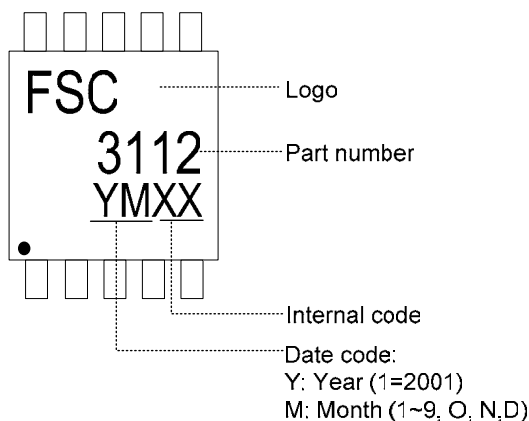 FSC
Logo
3112
Part number
YMXX
Internal code
Date code:
Y: Year (1=2001)
M: Month (1~9, O, N,D)